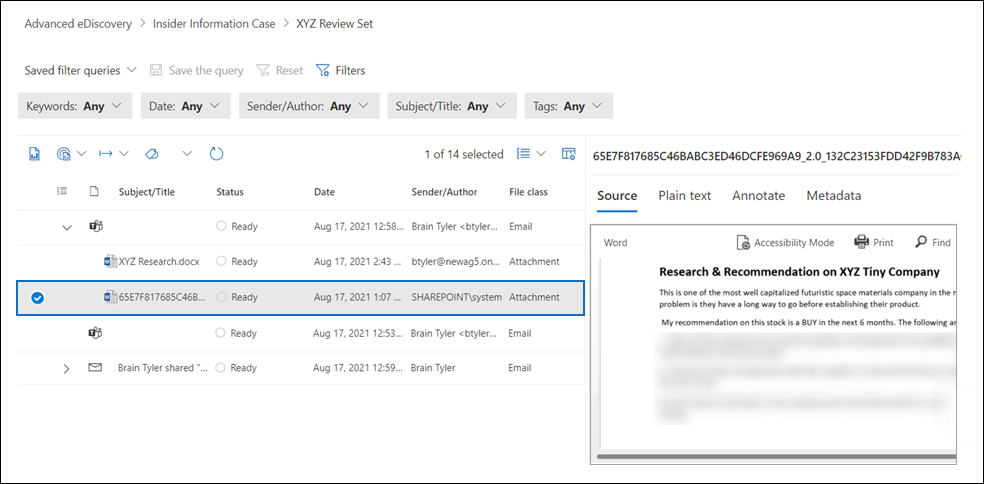 Advanced eDiscovery > Insider Information Case > XYZ Review Set
Saved filter queries Save the query Reset Filters
Keywords: Any Date: Any Sender/Author: Any Subject/Title: Any Tags: Any
1 of 14 selected
Subject/Title Status Date Sender/Author File class
Ready Aug 17, 2021 12:58... Brain Tyler <btyler... Email
XYZ Research.docx Ready Aug 17, 2021 2:43 ... btyler@newag5.on... Attachment
65E7F817685C46B... Ready Aug 17, 2021 1:07 ... SHAREPOINT\system Attachment
Ready Aug 17, 2021 12:53... Brain Tyler <btyler... Email
Brain Tyler shared "... Ready Aug 17, 2021 12:59... Brain Tyler Email
65E7F817685C46BABC3ED46DCFE969A9_2.0_132C23153FDD42F9B783A
Source Plain text Annotate Metadata
Word Accessibility Mode Print Find
Research & Recommendation on XYZ Tiny Company
This is one of the most well capitalized futuristic space materials company in the
problem is they have a long way to go before establishing their product.
My recommendation on this stock is a BUY in the next 6 months. The following